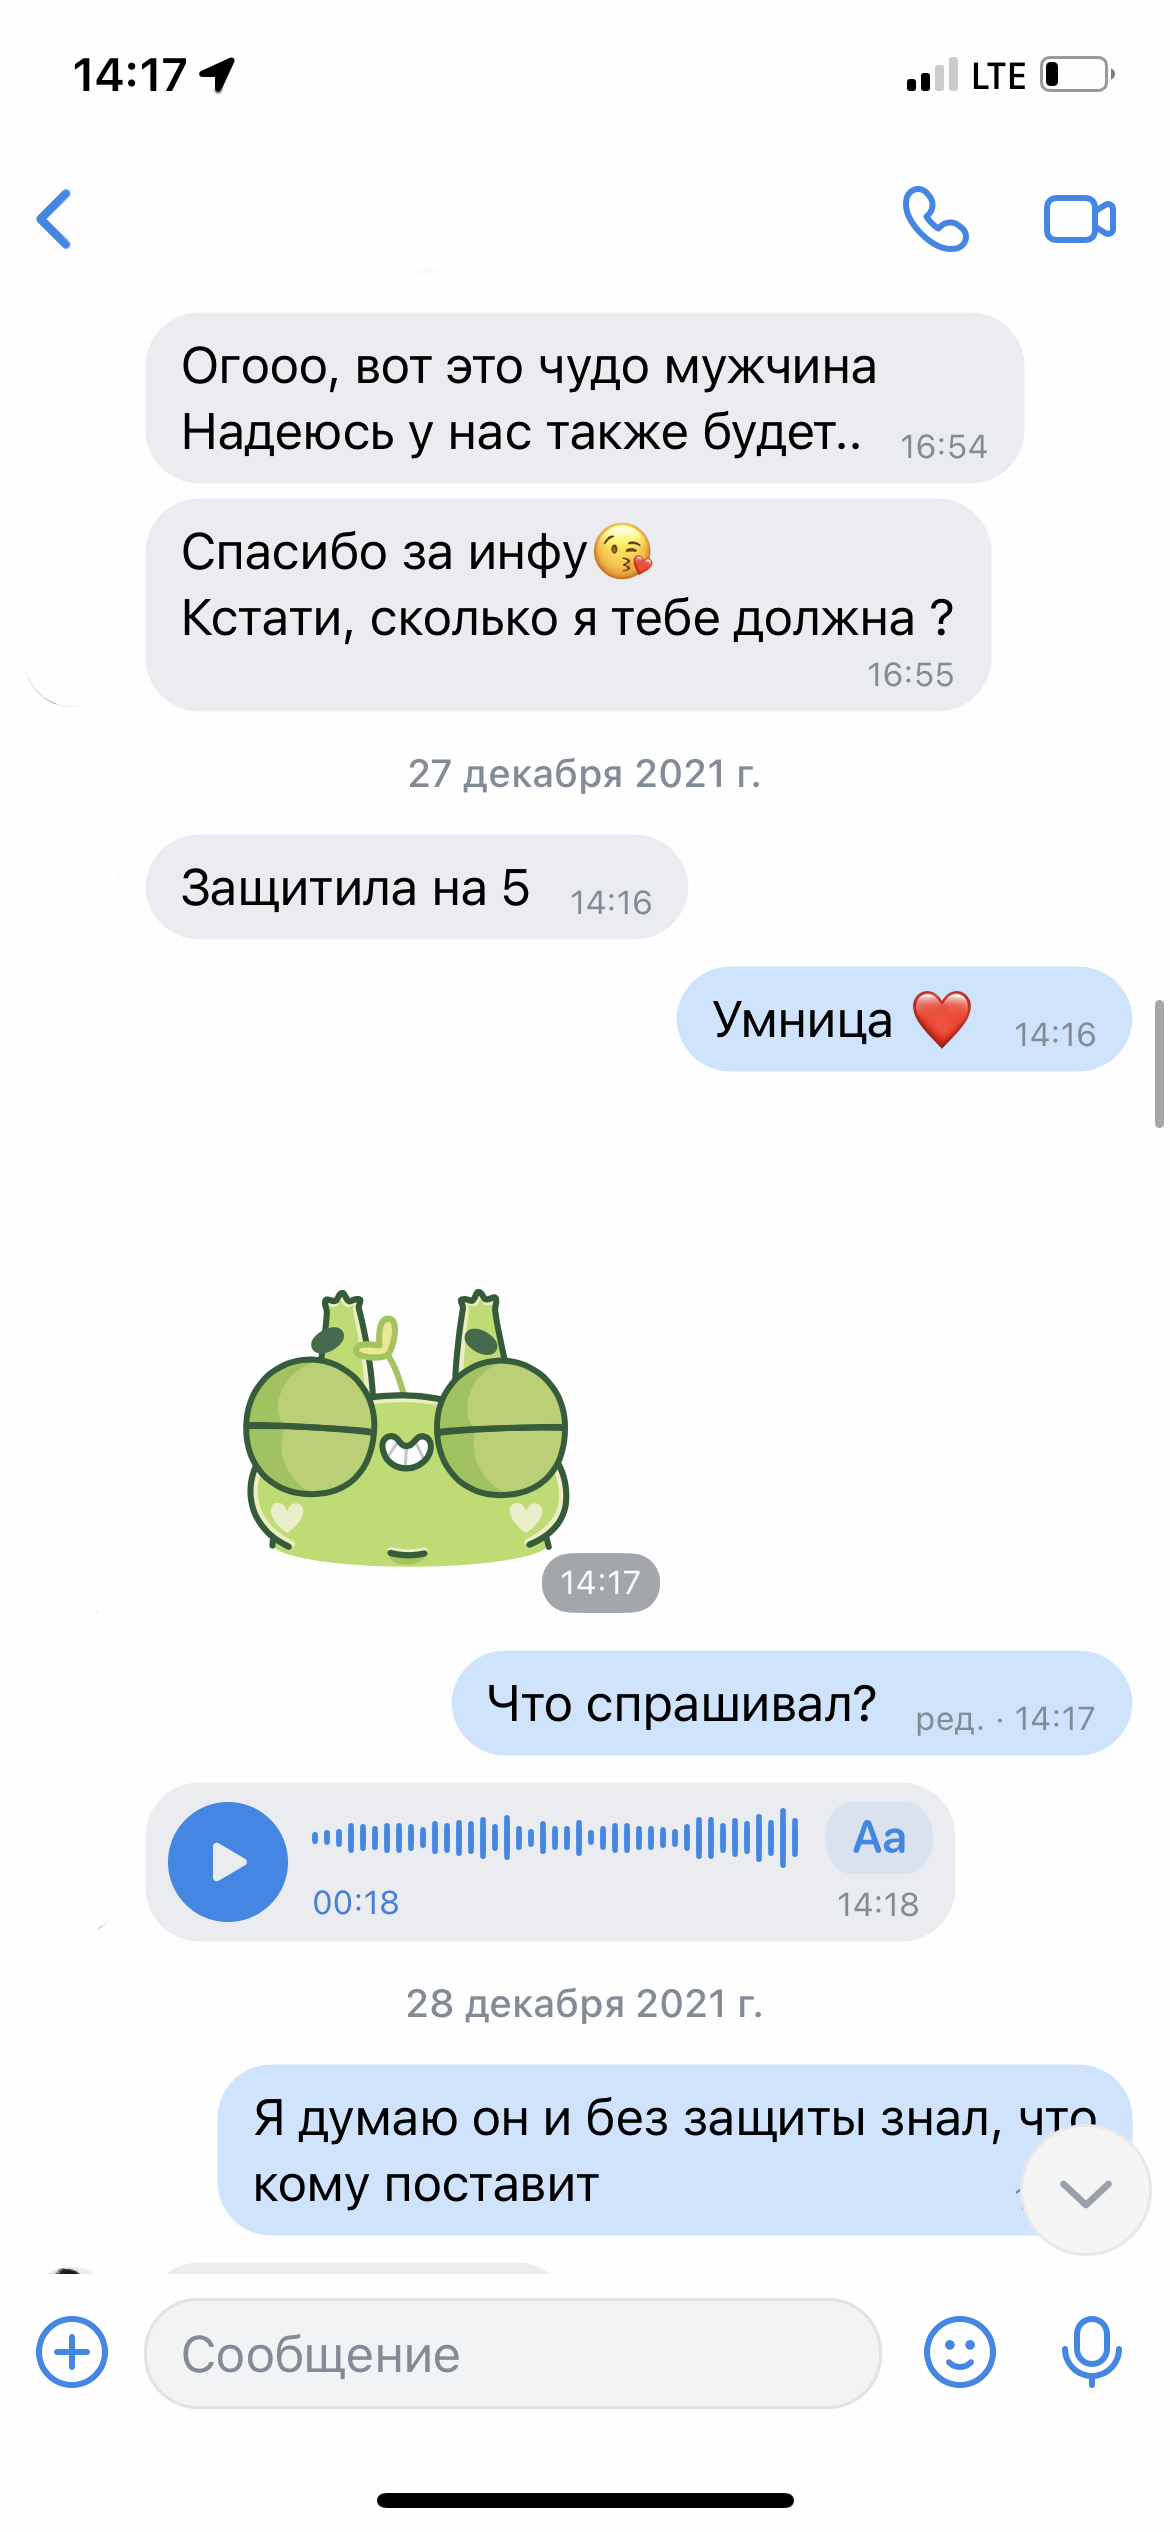 14:17 LTE
Огооо, вот это чудо мужчина
Надеюсь у нас также будет.. 16:54
Спасибо за инфу😘
Кстати, сколько я тебе должна ?
16:55
27 декабря 2021 г.
Защитила на 5 14:16
Умница ❤️ 14:16
14:17
Что спрашивал? ред. · 14:17
Aa
00:18 14:18
28 декабря 2021 г.
Я думаю он и без защиты знал, что
кому поставит
Сообщение